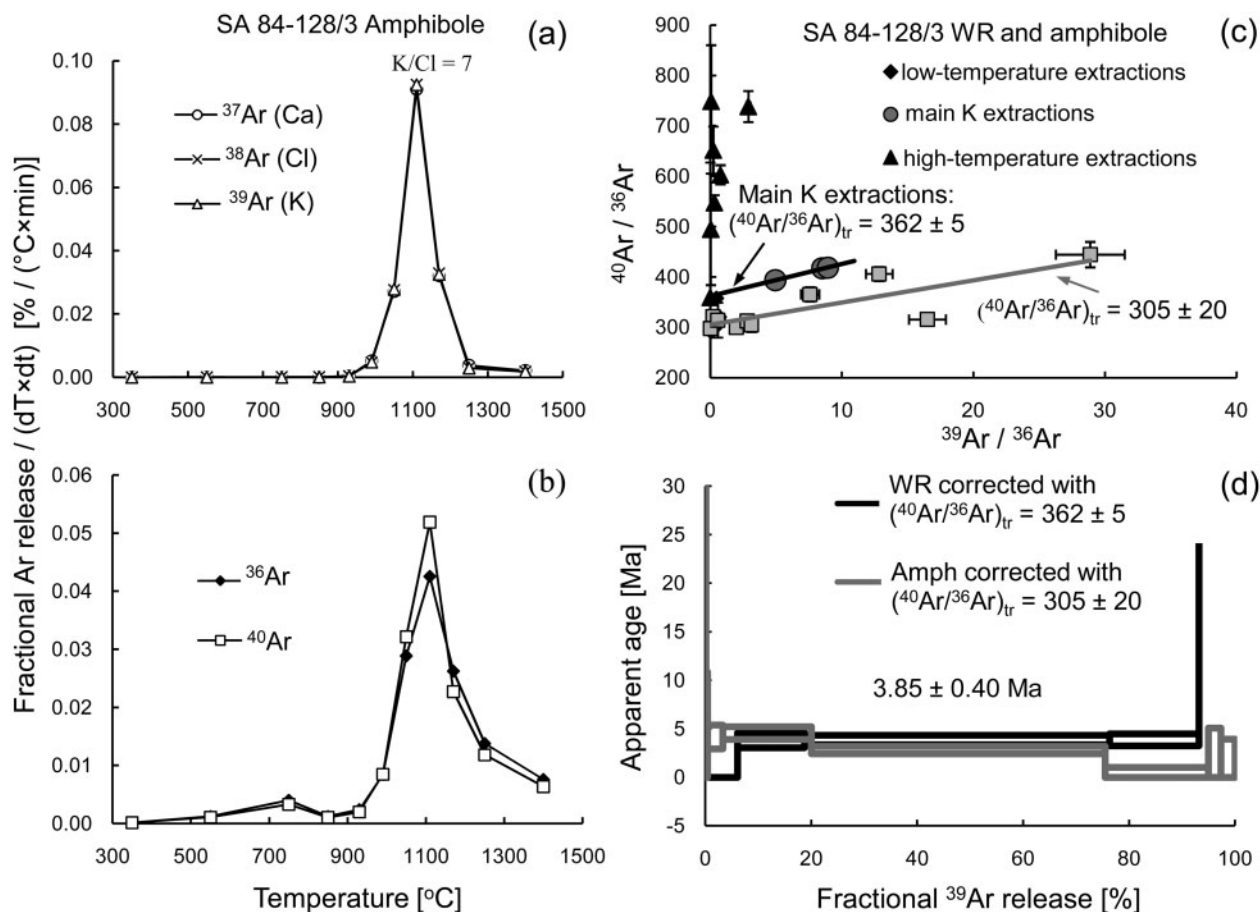 SA 84-128/3 Amphibole
(a)
K/Cl = 7
0.10
0.08
0.06
0.04
0.02
0.00
³⁷Ar (Ca)
³⁸Ar (Cl)
³⁹Ar (K)
300 500 700 900 1100 1300 1500
Fractional Ar release / (dT×dt) [% / (°C×min)]
(b)
0.06
0.05
0.04
0.03
0.02
0.01
0.00
³⁶Ar
⁴⁰Ar
300 500 700 900 1100 1300 1500
Temperature [°C]
SA 84-128/3 WR and amphibole
(c)
900
800
700
600
500
400
300
200
⁴⁰Ar / ³⁶Ar
low-temperature extractions
main K extractions
high-temperature extractions
Main K extractions:
(⁴⁰Ar/³⁶Ar)tr = 362 ± 5
(⁴⁰Ar/³⁶Ar)tr = 305 ± 20
0 10 20 30 40
³⁹Ar / ³⁶Ar
(d)
30
25
20
15
10
5
0
-5
Apparent age [Ma]
WR corrected with
(⁴⁰Ar/³⁶Ar)tr = 362 ± 5
Amph corrected with
(⁴⁰Ar/³⁶Ar)tr = 305 ± 20
3.85 ± 0.40 Ma
0 20 40 60 80 100
Fractional ³⁹Ar release [%]